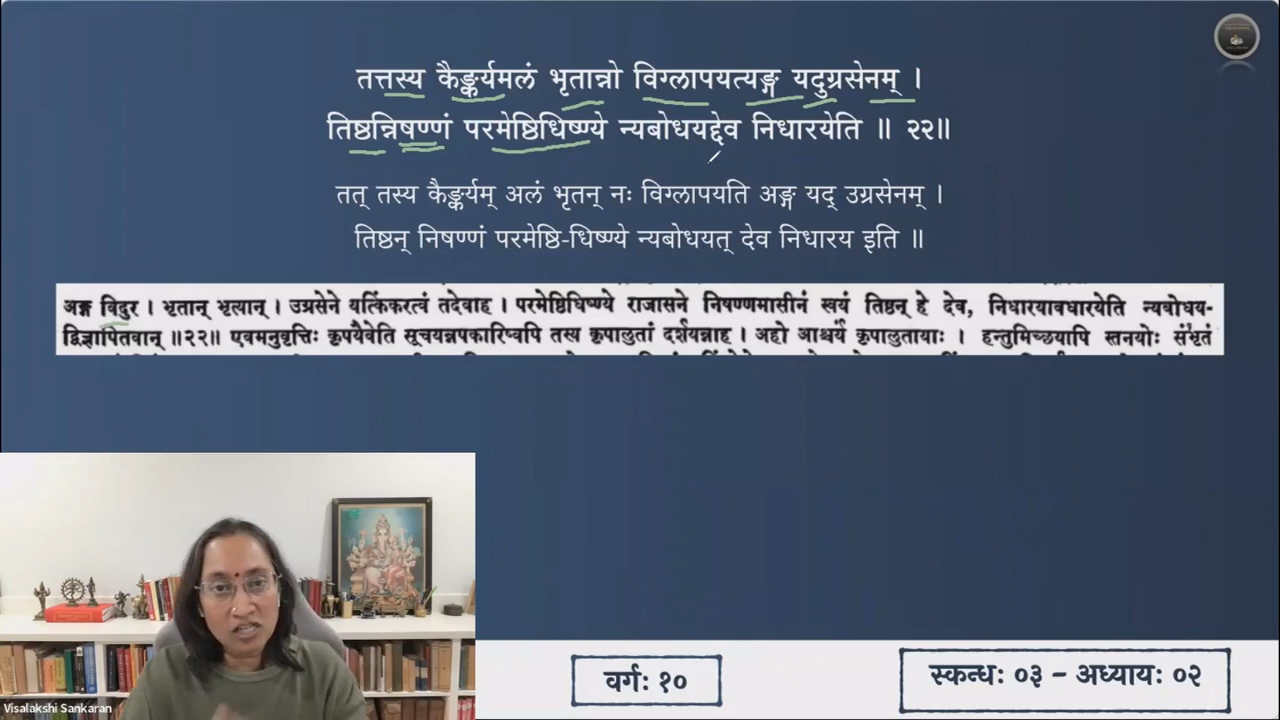 तत्तस्य कैङ्कर्यमलं भृतान्नो विग्लापयत्यङ्ग यदुग्रसेनम् ।
तिष्ठन्निषण्णं परमेष्ठिधिष्ण्ये न्यबोधयद्देव निधारयेति ॥ २२॥
तत् तस्य कैङ्कर्यम् अलं भृतन् नः विग्लापयति अङ्ग यद् उग्रसेनम् ।
तिष्ठन् निषण्णं परमेष्ठि-धिष्ण्ये न्यबोधयत् देव निधारय इति ॥
अङ्ग विदुर । भृतान् भृत्यान् । उग्रसेने यत्किंकरत्वं तदेवाह । परमेष्ठिधिष्ण्ये राजासने निषण्णमासीनं स्वयं तिष्ठन् हे देव, निधारयावधारयेति न्यबोधय-
द्विज्ञापितवान् ॥२२॥ एवमनुवृत्तिः कृपयैवेति सूचयन्नपकारिष्वपि तस्य कृपालुतां दर्शयन्नाह । अहो आश्चर्यं कृपालुतायाः । हन्तुमिच्छयापि स्तनयोः संभृतं
Visalakshi Sankaran
वर्गः १०
स्कन्धः ०३ – अध्यायः ०२